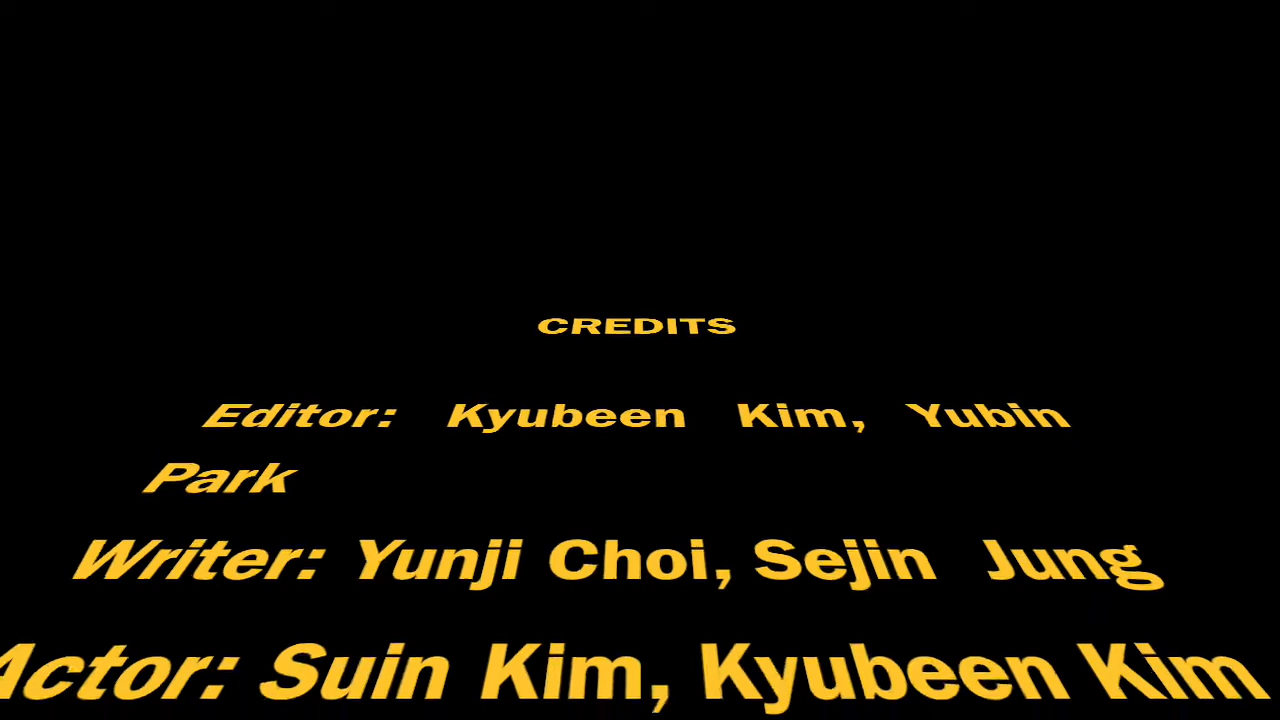 CREDITS
Editor: Kyubeen Kim, Yubin
Park
Writer: Yunji Choi, Sejin Jung
Actor: Suin Kim, Kyubeen Kim